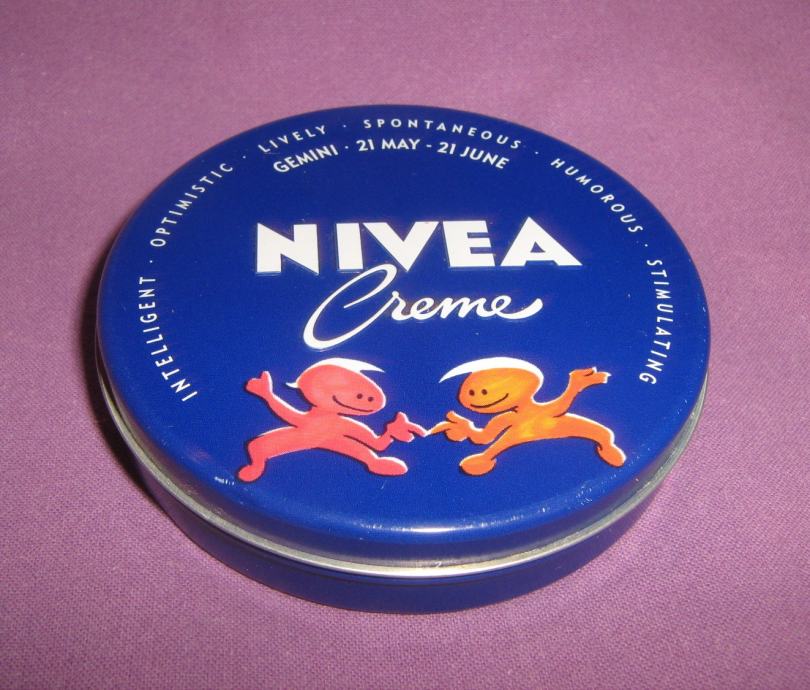 INTELLIGENT · OPTIMISTIC · LIVELY · SPONTANEOUS · HUMOROUS · STIMULATING
GEMINI · 21 MAY - 21 JUNE
NIVEA
Creme